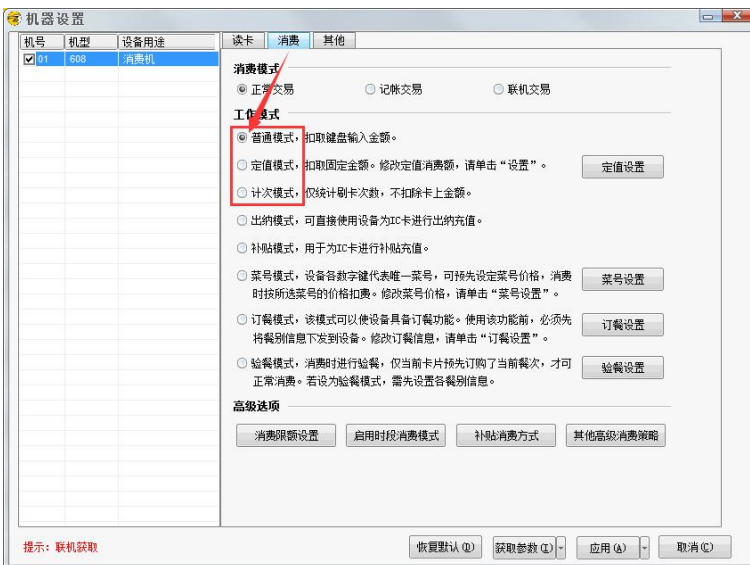 机器设置
机号 机型 设备用途
01 608 消费机
读卡 消费 其他
消费模式
正常交易 记帐交易 联机交易
工作模式
普通模式，扣取键盘输入金额。
定值模式，扣取固定金额。修改定值消费额，请单击“设置”。 定值设置
计次模式，仅统计刷卡次数，不扣除卡上金额。
出纳模式，可直接使用设备为IC卡进行出纳充值。
补贴模式，用于为IC卡进行补贴充值。
菜号模式，设备各数字键代表唯一菜号，可预先设定菜号价格，消费
时按所选菜号的价格扣费。修改菜号价格，请单击“菜号设置”。 菜号设置
订餐模式，该模式可以使设备具备订餐功能。使用该功能前，必须先
将餐别信息下发到设备。修改订餐信息，请单击“订餐设置”。 订餐设置
验餐模式，消费时进行验餐，仅当前卡片预先订购了当前餐次，才可
正常消费。若设为验餐模式，需先设置各餐别信息。 验餐设置
高级选项
消费限额设置 启用时段消费模式 补贴消费方式 其他高级消费策略
提示：联机获取 恢复默认(D) 获取参数(I) 应用(A) 取消(C)